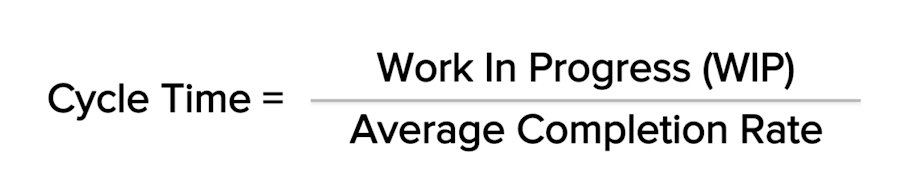 Cycle Time =
Work In Progress (WIP)
Average Completion Rate